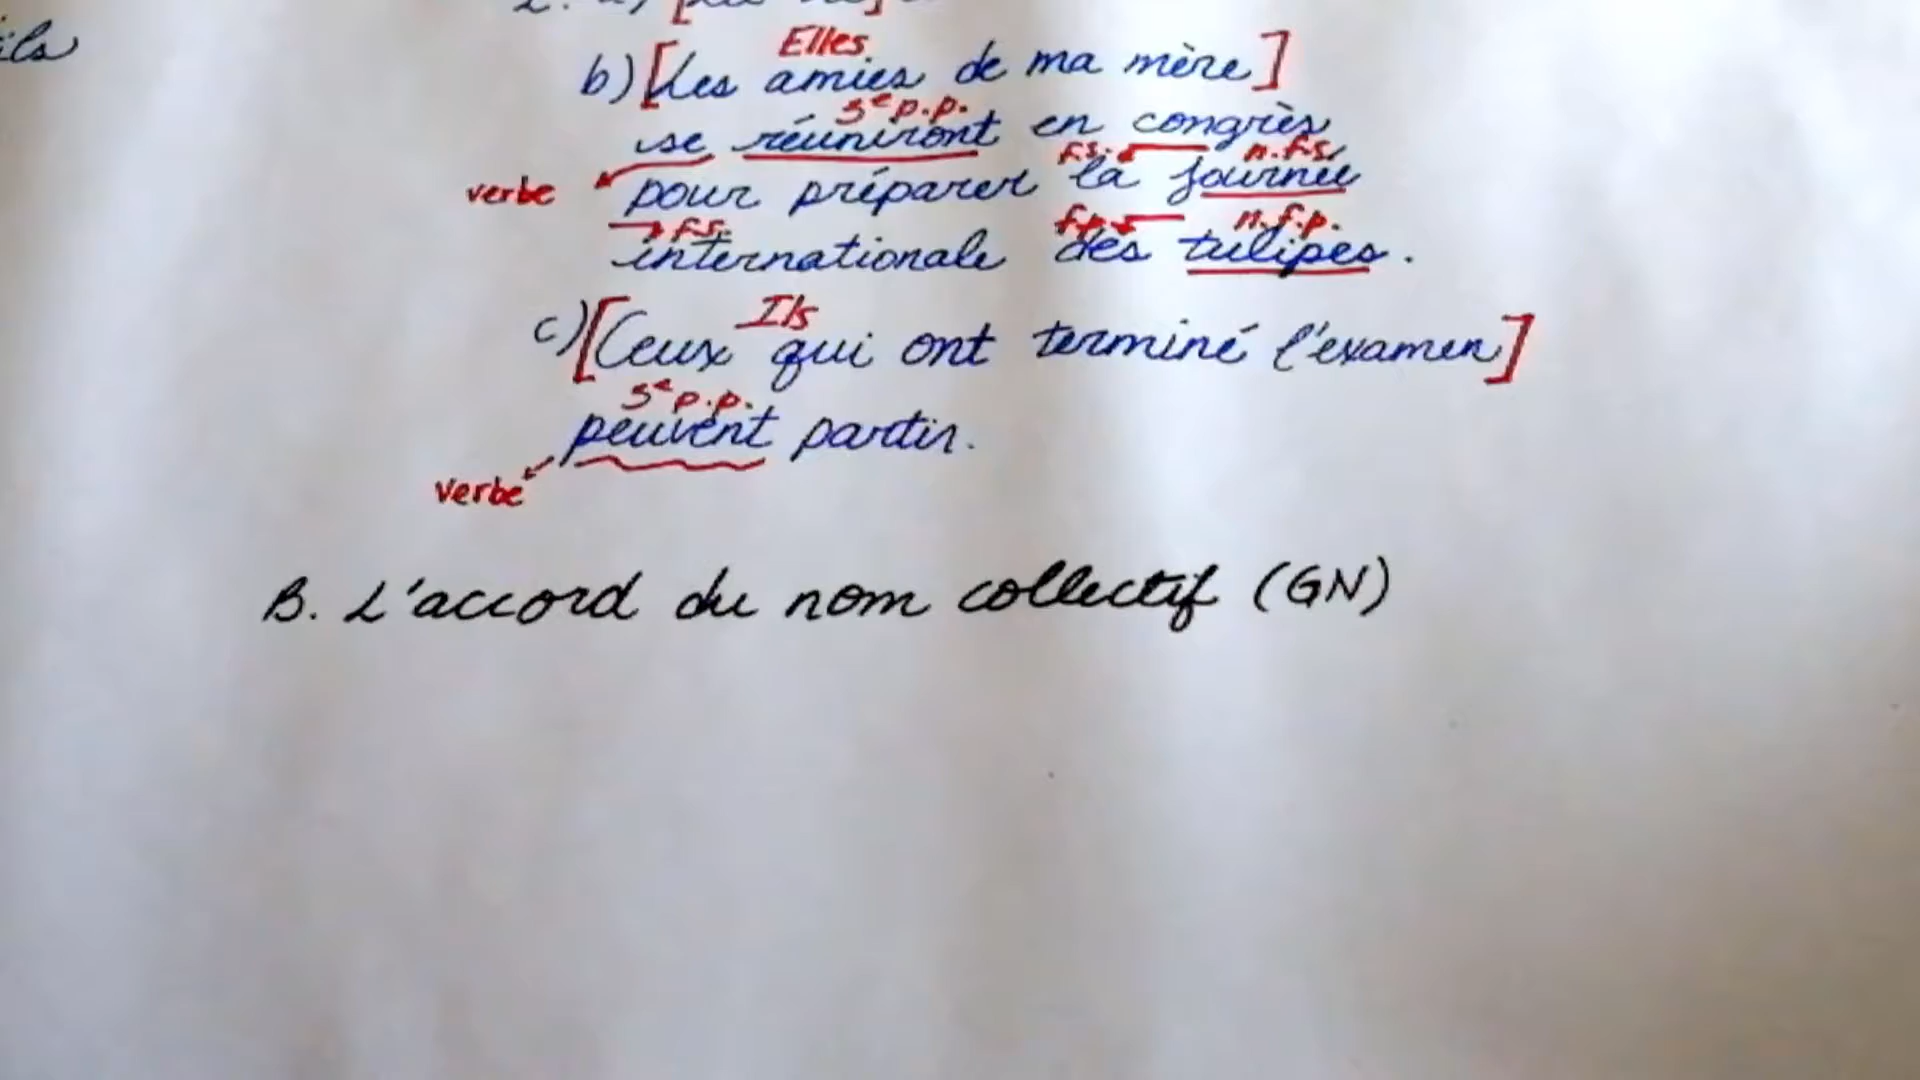 ils
2. a) [
Elles
b) [Les amies de ma mère]
3e p.p.
se réuniront en congrès
f.s. n.f.s.
verbe pour préparer la journée
f.s. f.p. n.f.p.
internationale des tulipes.
Ils
c) [Ceux qui ont terminé l'examen]
3e p.p.
peuvent partir.
verbe
B. L'accord du nom collectif (GN)